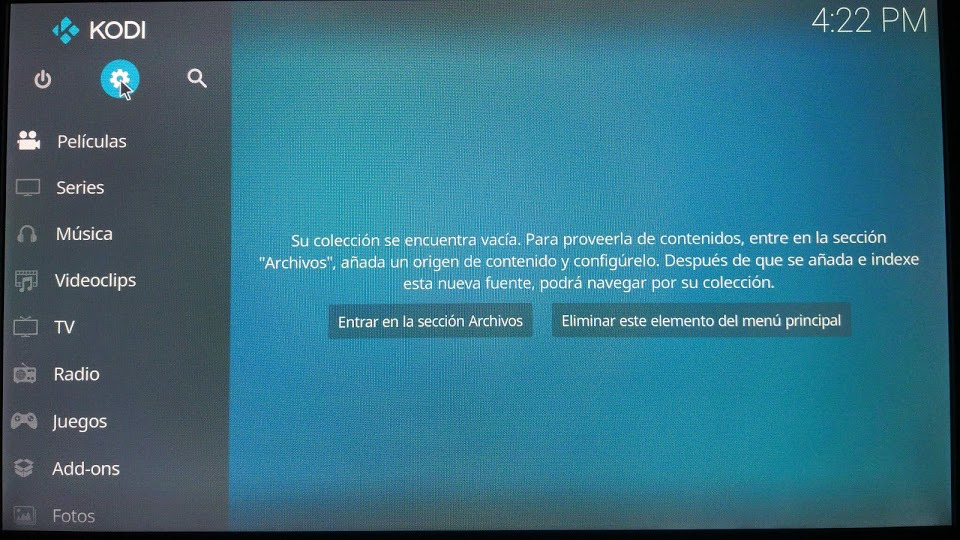 KODI
4:22 PM
Películas
Series
Música
Videoclips
TV
Radio
Juegos
Add-ons
Fotos
Su colección se encuentra vacía. Para proveerla de contenidos, entre en la sección
"Archivos", añada un origen de contenido y configúrelo. Después de que se añada e indexe
esta nueva fuente, podrá navegar por su colección.
Entrar en la sección Archivos
Eliminar este elemento del menú principal